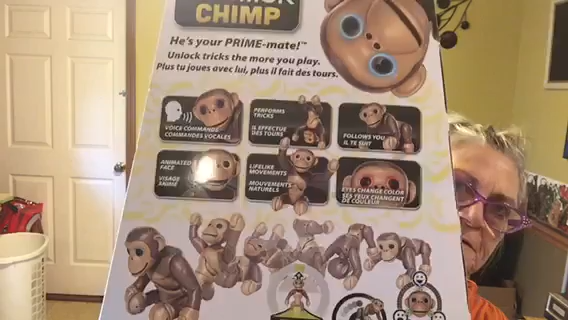 CHIMP
He's your PRIME-mate!™
Unlock tricks the more you play.
Plus tu joues avec lui, plus il fait des tours.
VOICE COMMAND
COMMANDES VOCALES
PERFORMS
TRICKS
IL EFFECTUE
DES TOURS
FOLLOWS YOU
IL TE SUIT
ANIMATED
FACE
VISAGE
ANIMÉ
LIFELIKE
MOVEMENTS
MOUVEMENTS
NATURELS
EYES CHANGE COLOR
SES YEUX CHANGENT
DE COULEUR